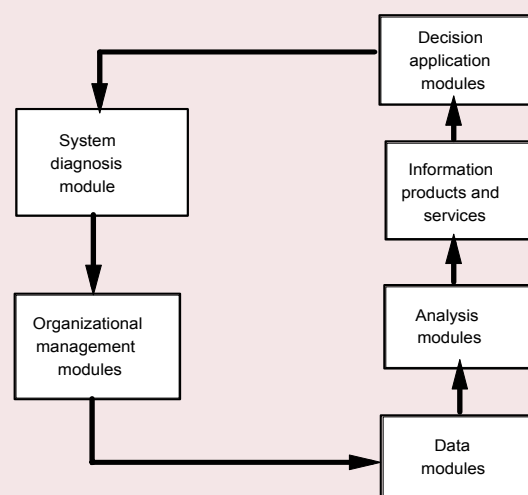 Decision
application
modules
System
diagnosis
module
Information
products and
services
Organizational
management
modules
Analysis
modules
Data
modules